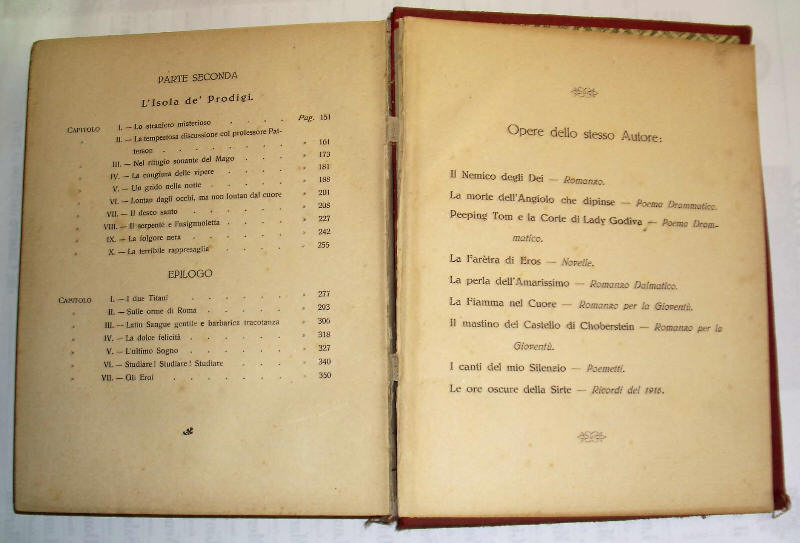 PARTE SECONDA
L'Isola de' Prodigi.
CAPITOLO I. — Lo straniero misterioso . . . . Pag. 151
» II. — La tempestosa discussione col professore Pat-
terson . . . . . . . » 161
» III. — Nel rifugio sonante del Mago . . . » 173
» IV. — La congiura delle vipere . . . . » 181
» V. — Un grido nella notte . . . . . » 188
» VI. — Lontan dagli occhi, ma non lontan dal cuore » 201
» VII. — Il desco santo . . . . . . » 208
» VIII. — Il serpente e l'usignuoletta . . . . » 227
» IX. — La folgore nera . . . . . . » 242
» X. — La terribile rappresaglia . . . . » 255
EPILOGO
CAPITOLO I. — I due Titani . . . . . . » 277
» II. — Sulle orme di Roma . . . . . » 293
» III. — Latin Sangue gentile e barbarica tracotanza » 306
» IV. — La dolce felicità . . . . . . » 318
» V. — L'ultimo Sogno . . . . . . » 327
» VI. — Studiare! Studiare! Studiare . . . . » 340
» VII. — Gli Eroi . . . . . . . » 350
Opere dello stesso Autore:
Il Nemico degli Dei — Romanzo.
La morte dell'Angiolo che dipinse — Poema Drammatico.
Peeping Tom e la Corte di Lady Godiva — Poema Dram-
matico.
La Farètra di Eros — Novelle.
La perla dell'Amarissimo — Romanzo Dalmatico.
La Fiamma nel Cuore — Romanzo per la Gioventù.
Il mastino del Castello di Choberstein — Romanzo per la
Gioventù.
I canti del mio Silenzio — Poemetti.
Le ore oscure della Sirte — Ricordi del 1915.